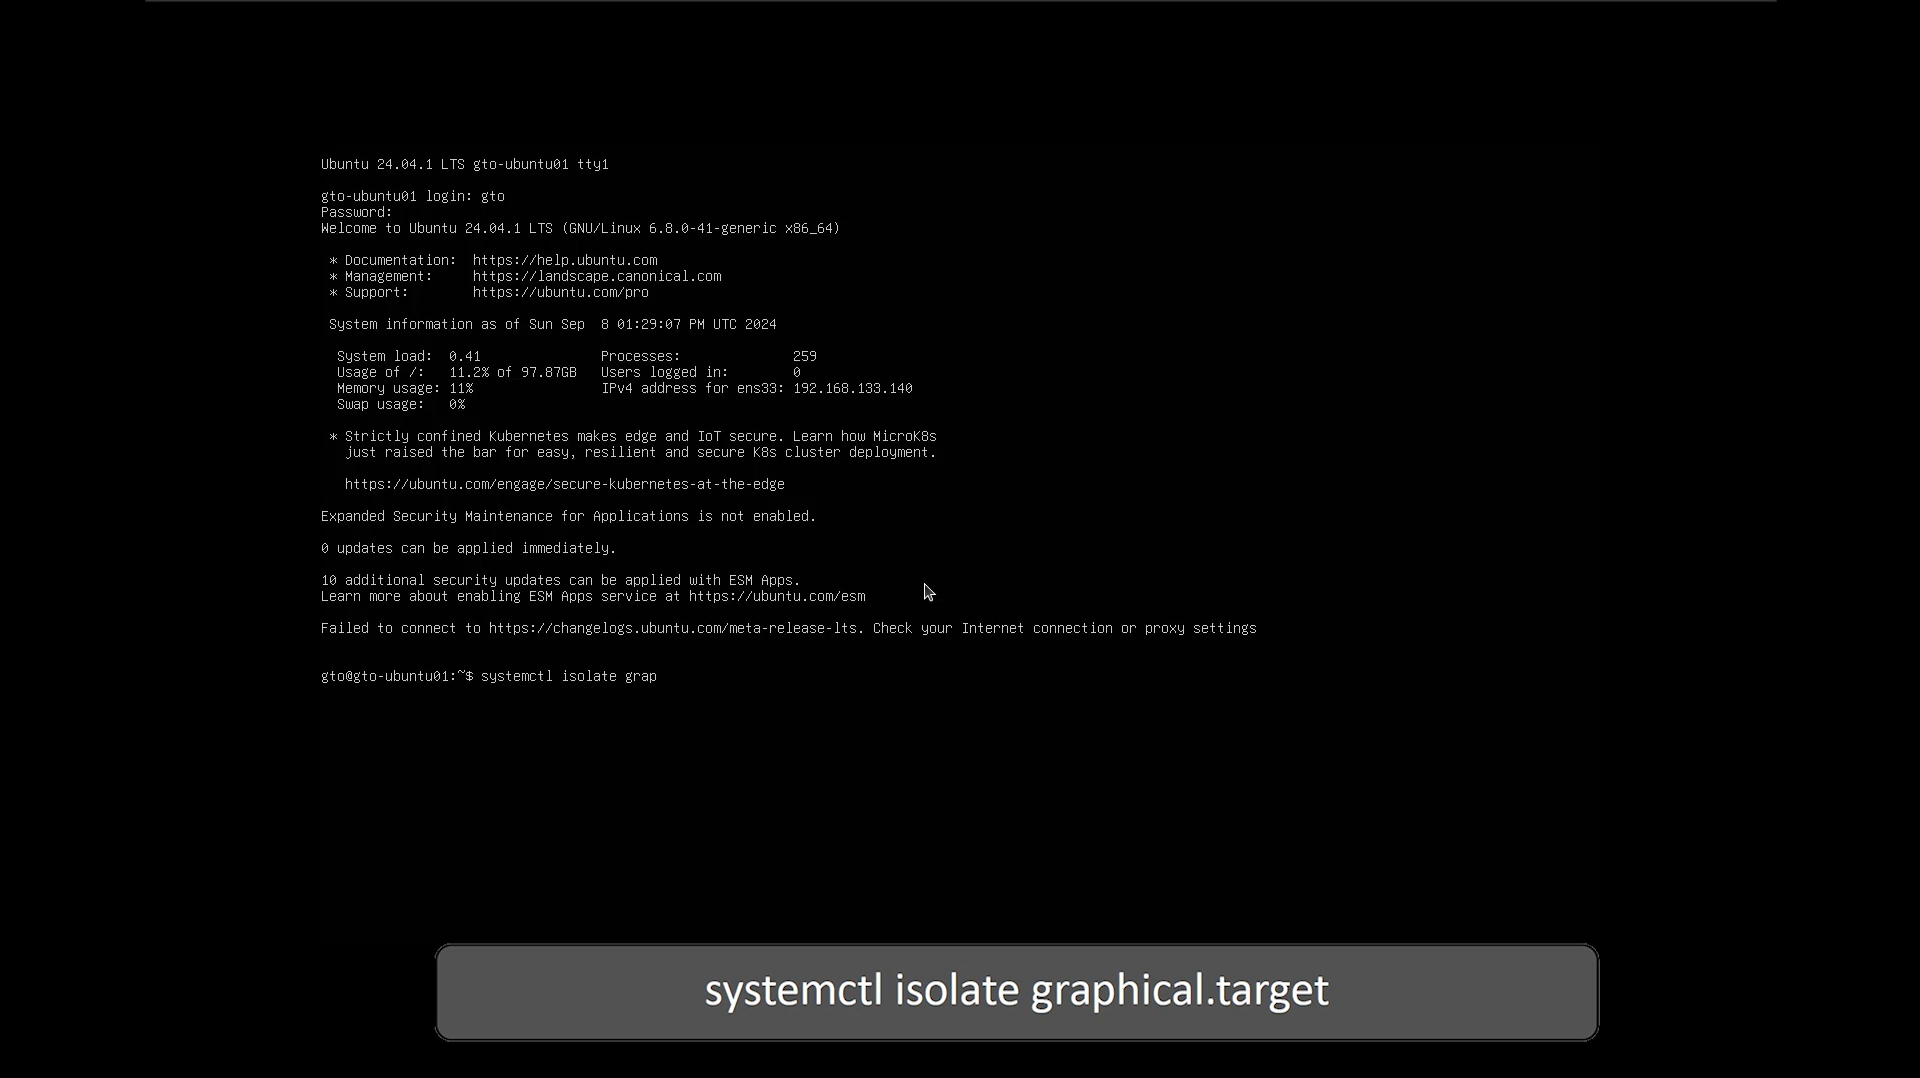 Ubuntu 24.04.1 LTS gto-ubuntu01 tty1
gto-ubuntu01 login: gto
Password:
Welcome to Ubuntu 24.04.1 LTS (GNU/Linux 6.8.0-41-generic x86_64)
* Documentation:  https://help.ubuntu.com
* Management:     https://landscape.canonical.com
* Support:        https://ubuntu.com/pro
System information as of Sun Sep  8 01:29:07 PM UTC 2024
System load:  0.41               Processes:              259
Usage of /:   11.2% of 97.87GB   Users logged in:        0
Memory usage: 11%                IPv4 address for ens33: 192.168.133.140
Swap usage:   0%
* Strictly confined Kubernetes makes edge and IoT secure. Learn how MicroK8s
just raised the bar for easy, resilient and secure K8s cluster deployment.
https://ubuntu.com/engage/secure-kubernetes-at-the-edge
Expanded Security Maintenance for Applications is not enabled.
0 updates can be applied immediately.
10 additional security updates can be applied with ESM Apps.
Learn more about enabling ESM Apps service at https://ubuntu.com/esm
Failed to connect to https://changelogs.ubuntu.com/meta-release-lts. Check your Internet connection or proxy settings
gto@gto-ubuntu01:~$ systemctl isolate grap
systemctl isolate graphical.target